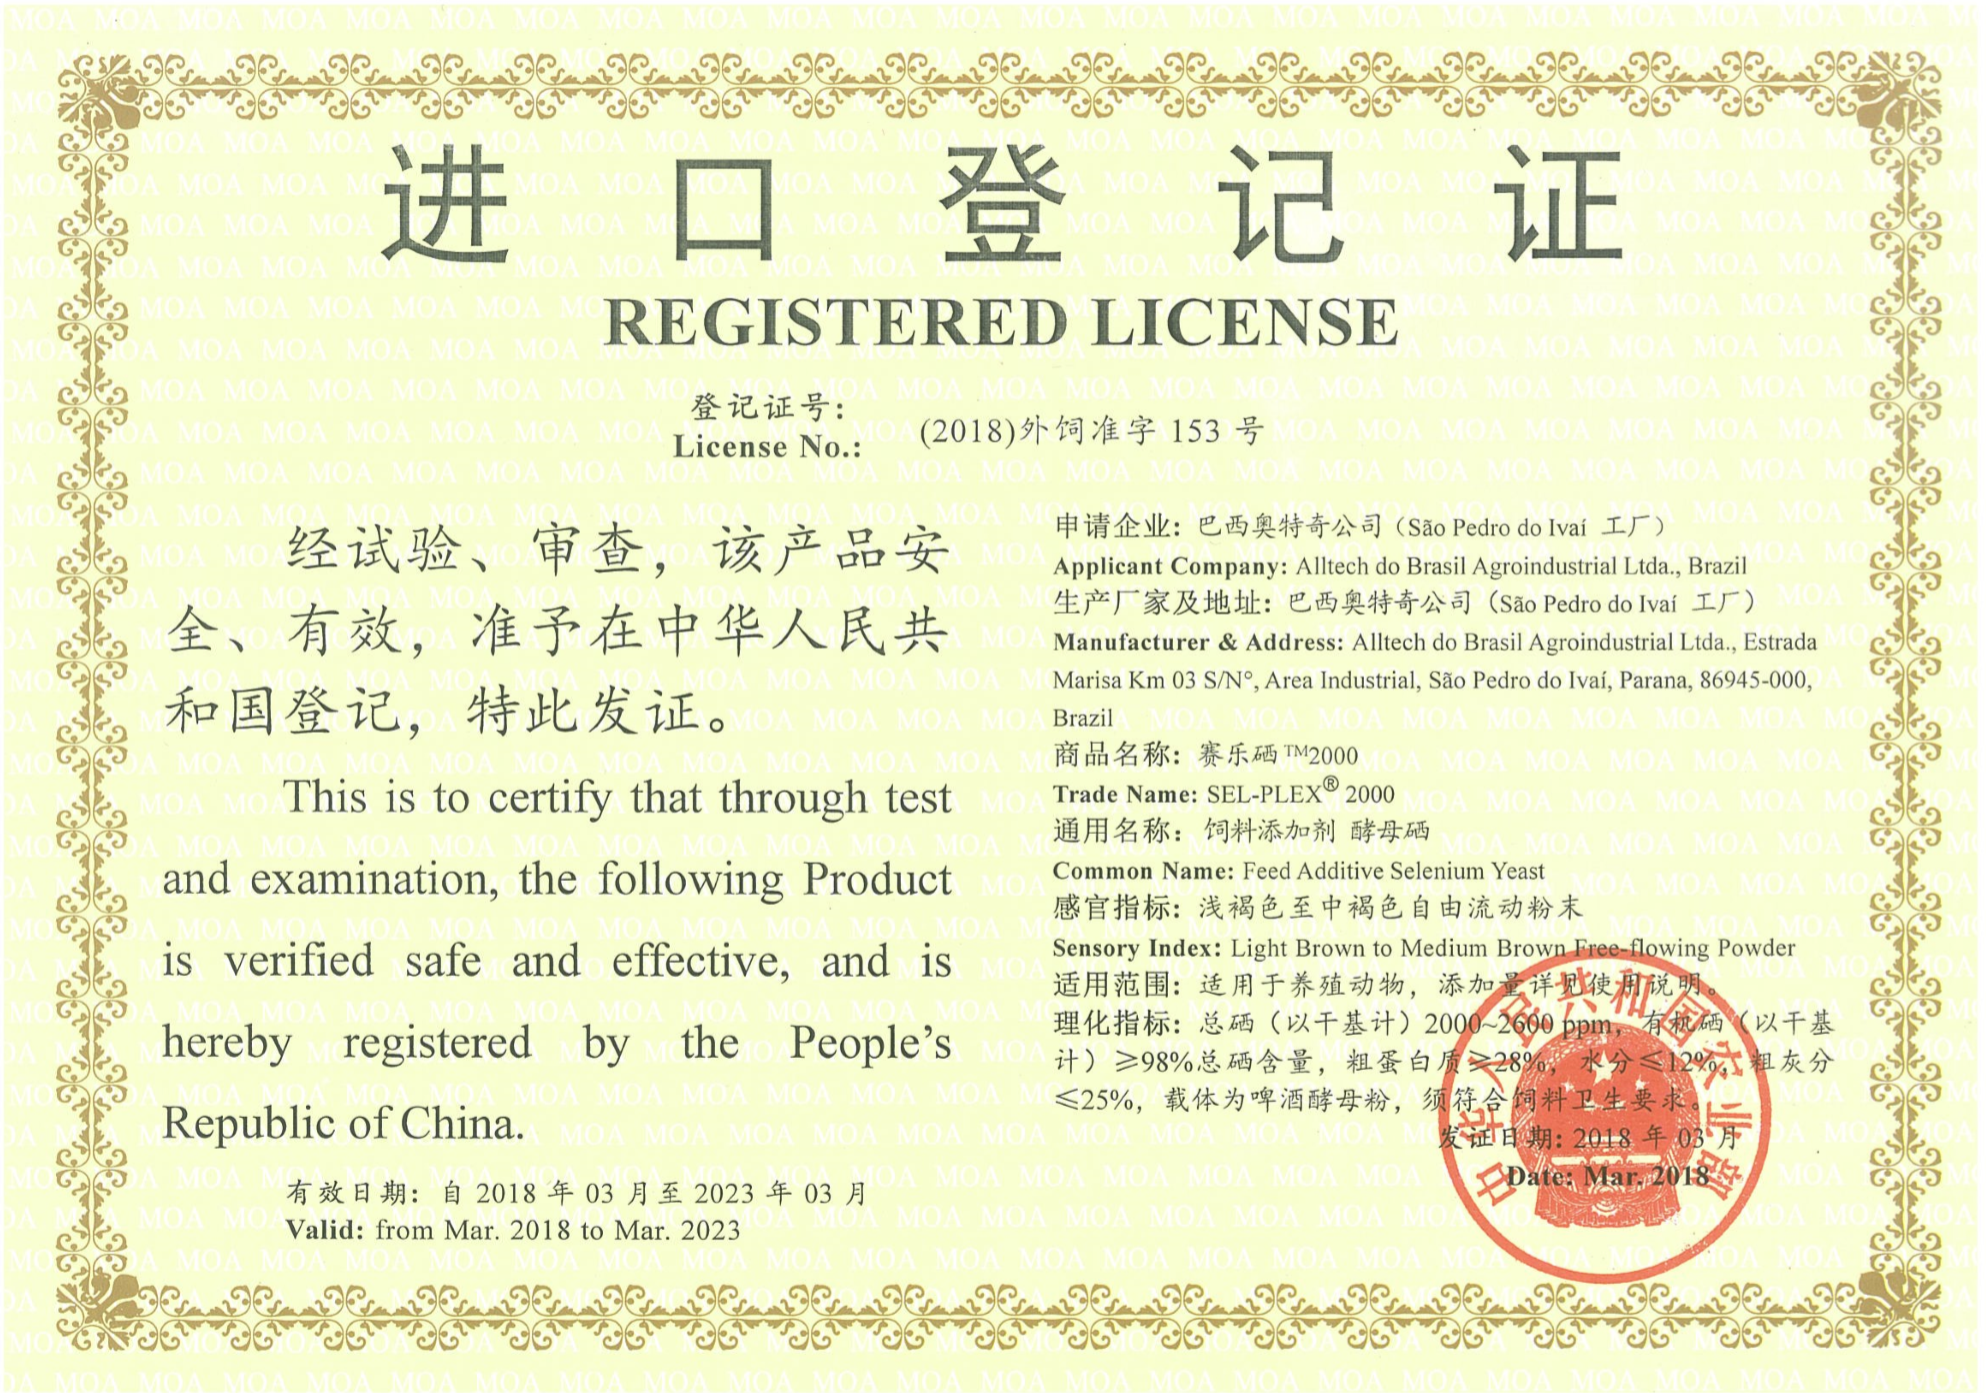 进口登记证
REGISTERED LICENSE
登记证号:
License No.:
(2018)外饲准字 153 号
经试验、审查，该产品安
全、有效，准予在中华人民共
和国登记，特此发证。
This is to certify that through test
and examination, the following Product
is verified safe and effective, and is
hereby registered by the People’s
Republic of China.
有效日期: 自 2018 年 03 月至 2023 年 03 月
Valid: from Mar. 2018 to Mar. 2023
申请企业: 巴西奥特奇公司（São Pedro do Ivaí 工厂）
Applicant Company: Alltech do Brasil Agroindustrial Ltda., Brazil
生产厂家及地址: 巴西奥特奇公司（São Pedro do Ivaí 工厂）
Manufacturer & Address: Alltech do Brasil Agroindustrial Ltda., Estrada
Marisa Km 03 S/N°, Area Industrial, São Pedro do Ivaí, Parana, 86945-000,
Brazil
商品名称: 赛乐硒™2000
Trade Name: SEL-PLEX® 2000
通用名称: 饲料添加剂 酵母硒
Common Name: Feed Additive Selenium Yeast
感官指标: 浅褐色至中褐色自由流动粉末
Sensory Index: Light Brown to Medium Brown Free-flowing Powder
适用范围: 适用于养殖动物，添加量详见使用说明。
理化指标: 总硒（以干基计）2000~2600 ppm，有机硒（以干基
计）≥98%总硒含量，粗蛋白质≥28%，水分≤12%，粗灰分
≤25%，载体为啤酒酵母粉，须符合饲料卫生要求。
发证日期: 2018 年 03 月
Date: Mar. 2018
中华人民共和国农业部